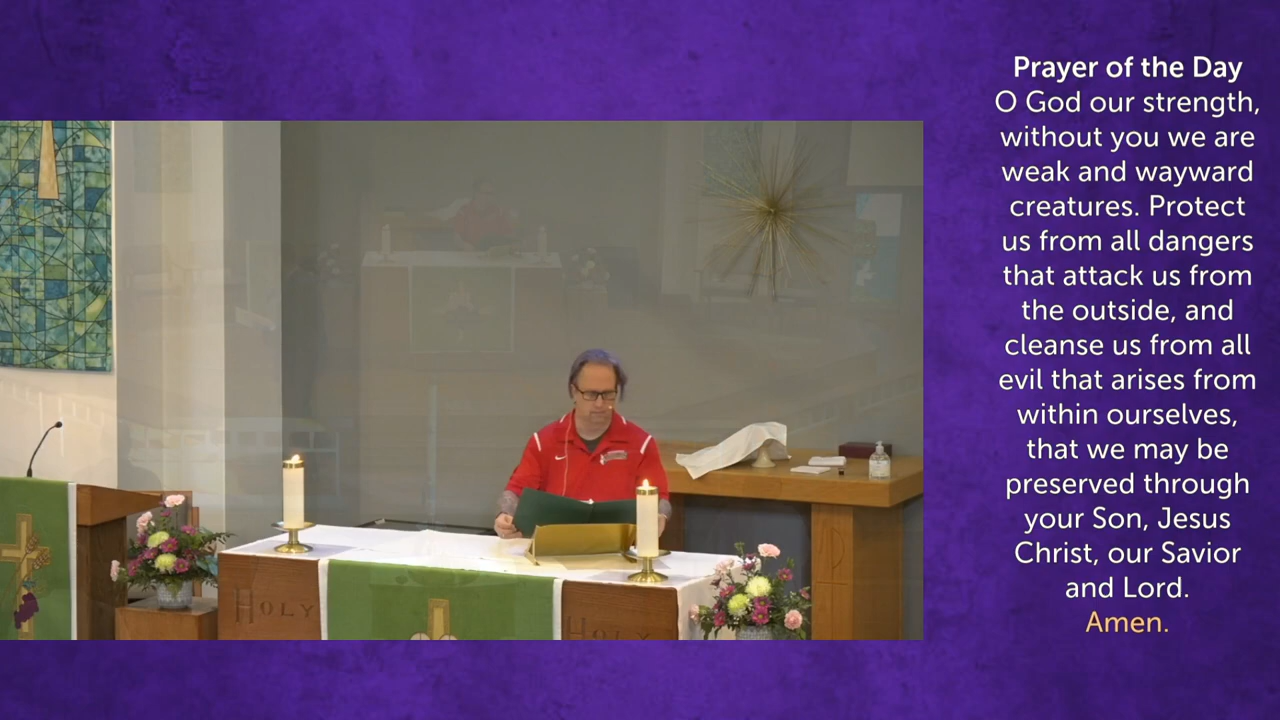 Prayer of the Day
O God our strength,
without you we are
weak and wayward
creatures. Protect
us from all dangers
that attack us from
the outside, and
cleanse us from all
evil that arises from
within ourselves,
that we may be
preserved through
your Son, Jesus
Christ, our Savior
and Lord.
Amen.
HOLY
HOLY